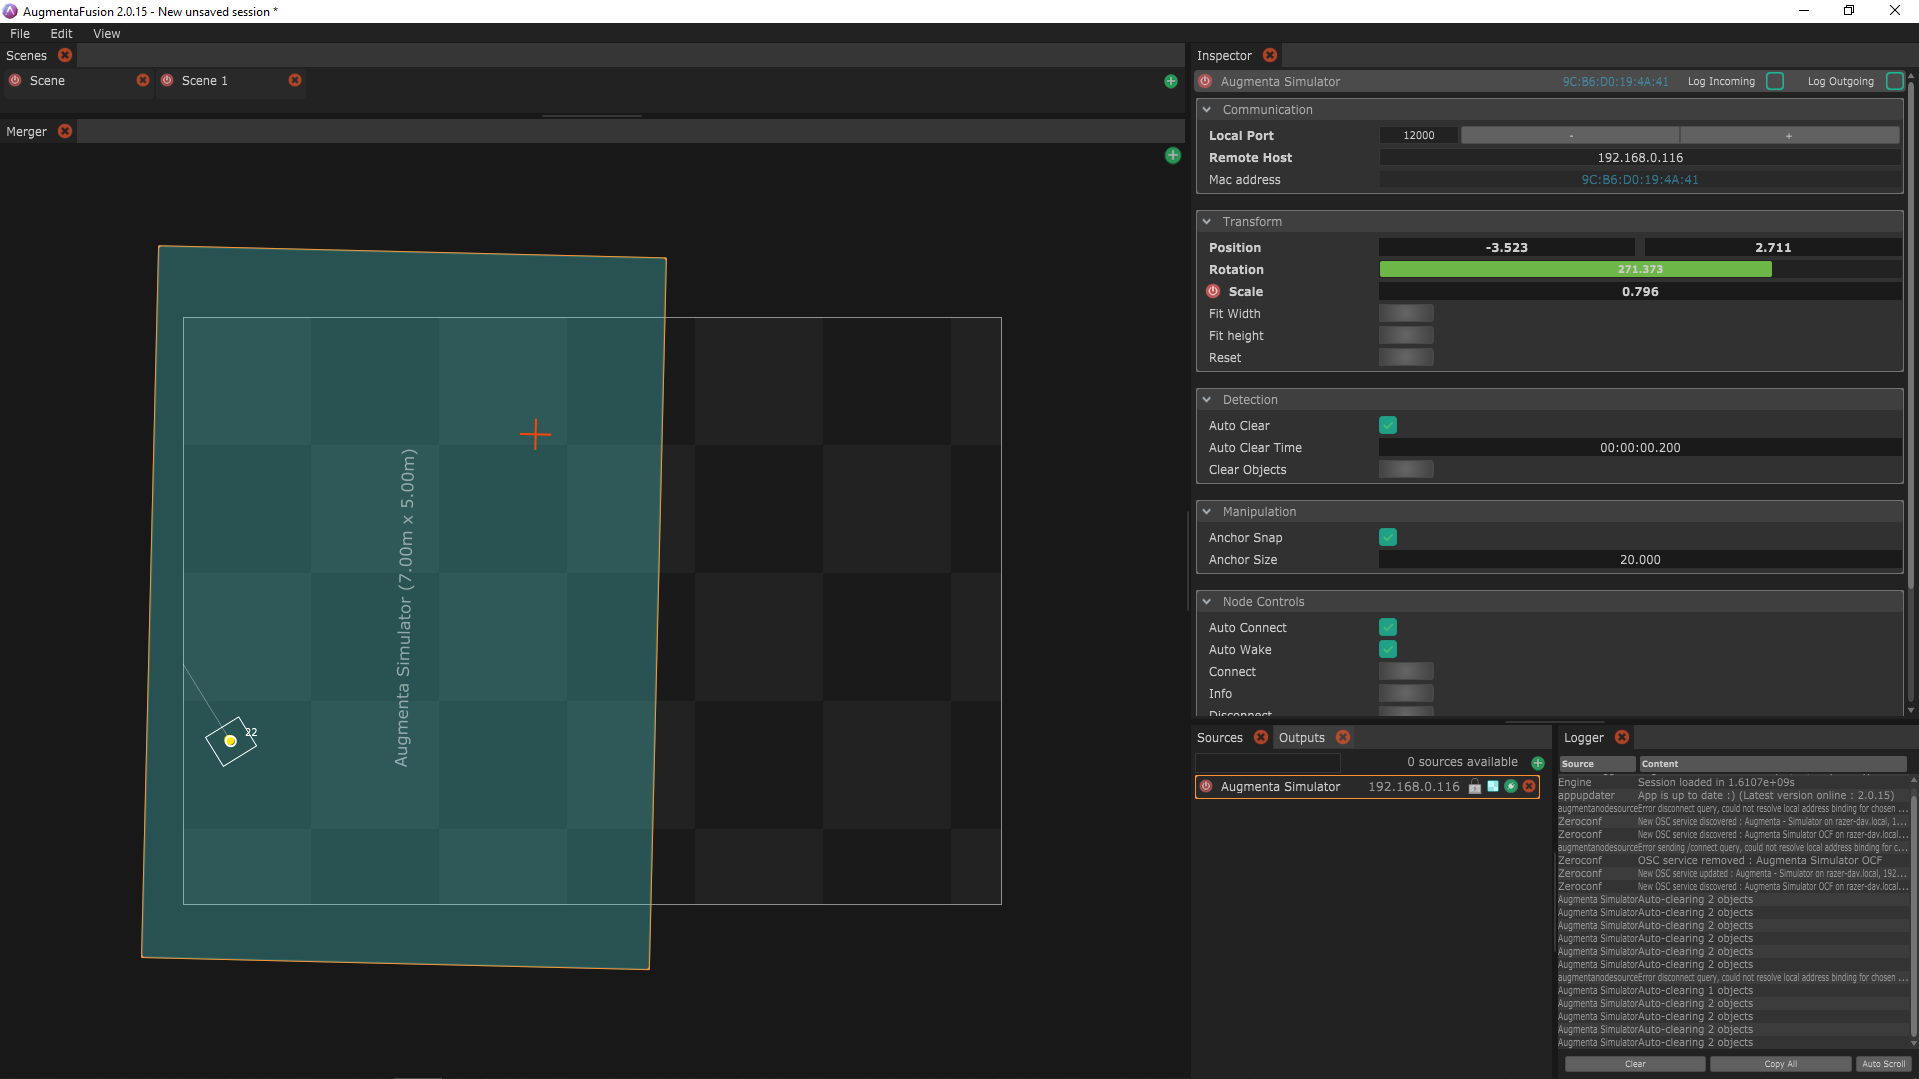 AugmentaFusion 2.0.15 - New unsaved session *
File Edit View
Scenes
Scene Scene 1
Merger
Augmenta Simulator (7.00m x 5.00m)
22
Inspector
Augmenta Simulator 9C:B6:D0:19:4A:41 Log Incoming Log Outgoing
Communication
Local Port 12000 - +
Remote Host 192.168.0.116
Mac address 9C:B6:D0:19:4A:41
Transform
Position -3.523 2.711
Rotation 271.373
Scale 0.796
Fit Width
Fit height
Reset
Detection
Auto Clear
Auto Clear Time 00:00:00.200
Clear Objects
Manipulation
Anchor Snap
Anchor Size 20.000
Node Controls
Auto Connect
Auto Wake
Connect
Info
Disconnect
Sources Outputs
0 sources available
Augmenta Simulator 192.168.0.116
Logger
Source Content
Engine Session loaded in 1.6107e+09s
appupdater App is up to date :) (Latest version online : 2.0.15)
augmentanodesource Error disconnect query, could not resolve local address binding for chosen ...
Zeroconf New OSC service discovered : Augmenta - Simulator on razer-dav.local, 1...
Zeroconf New OSC service discovered : Augmenta Simulator OCF on razer-dav.local...
augmentanodesource Error sending /connect query, could not resolve local address binding for c...
Zeroconf OSC service removed : Augmenta Simulator OCF
Zeroconf New OSC service updated : Augmenta - Simulator on razer-dav.local, 192...
Zeroconf New OSC service discovered : Augmenta Simulator OCF on razer-dav.local...
Augmenta Simulator Auto-clearing 2 objects
Augmenta Simulator Auto-clearing 2 objects
Augmenta Simulator Auto-clearing 2 objects
Augmenta Simulator Auto-clearing 2 objects
Augmenta Simulator Auto-clearing 2 objects
Augmenta Simulator Auto-clearing 2 objects
augmentanodesource Error disconnect query, could not resolve local address binding for chosen ...
Augmenta Simulator Auto-clearing 1 objects
Augmenta Simulator Auto-clearing 2 objects
Augmenta Simulator Auto-clearing 2 objects
Augmenta Simulator Auto-clearing 2 objects
Augmenta Simulator Auto-clearing 2 objects
Clear Copy All Auto Scroll